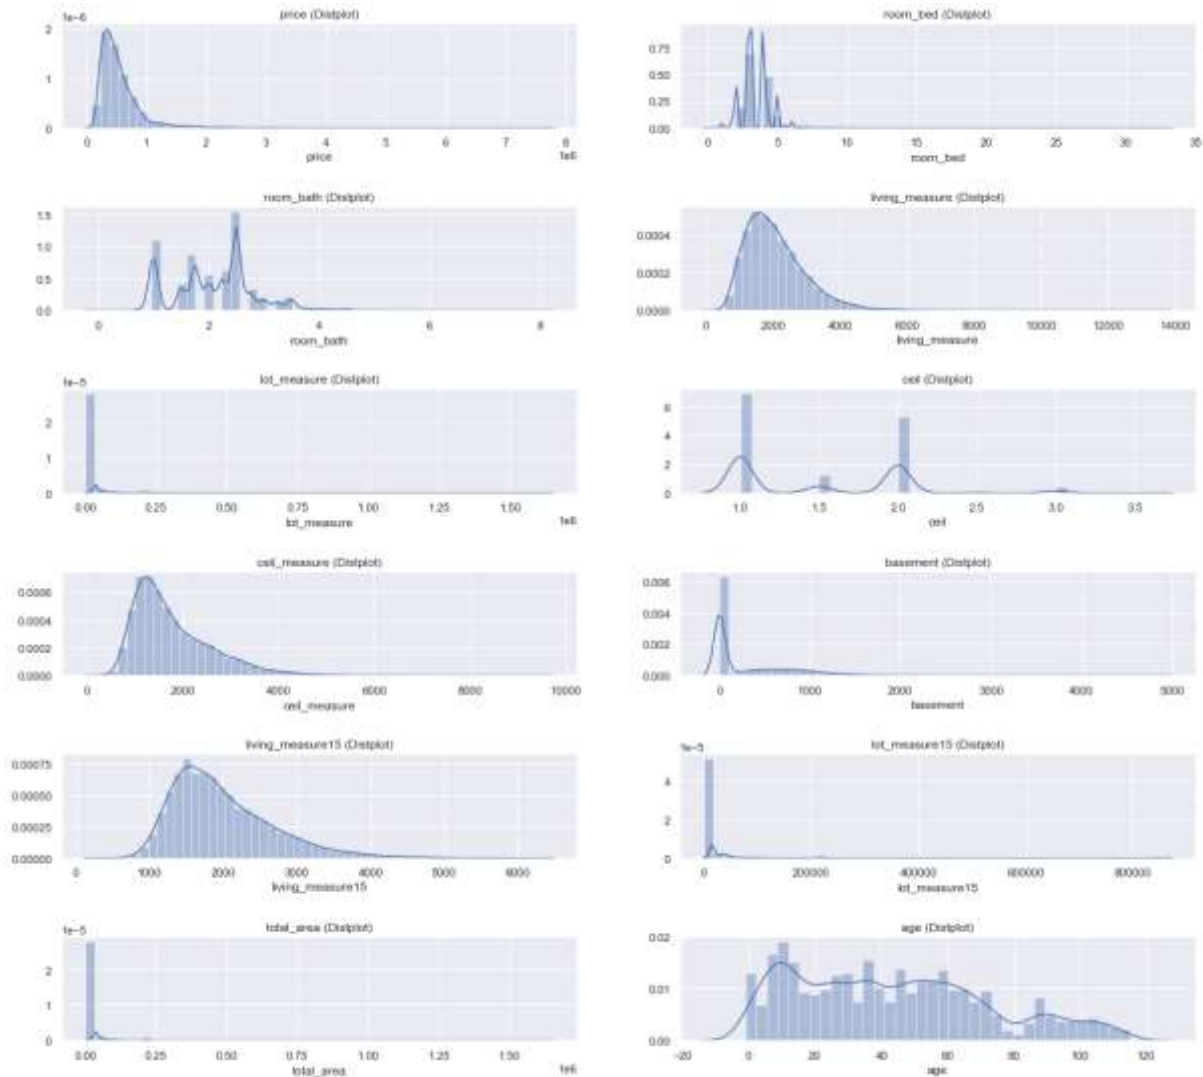 price (Distplot)
1e-6
2
1
0
0 1 2 3 4 5 6 7 8
1e6
price
room_bed (Distplot)
0.75
0.50
0.25
0.00
0 5 10 15 20 25 30 35
room_bed
room_bath (Distplot)
1.5
1.0
0.5
0.0
0 2 4 6 8
room_bath
living_measure (Distplot)
0.0004
0.0002
0.0000
0 2000 4000 6000 8000 10000 12000 14000
living_measure
lot_measure (Distplot)
1e-5
2
1
0
0.00 0.25 0.50 0.75 1.00 1.25 1.50
1e6
lot_measure
ceil (Distplot)
6
4
2
0
1.0 1.5 2.0 2.5 3.0 3.5
ceil
ceil_measure (Distplot)
0.0006
0.0004
0.0002
0.0000
0 2000 4000 6000 8000 10000
ceil_measure
basement (Distplot)
0.006
0.004
0.002
0.000
0 1000 2000 3000 4000 5000
basement
living_measure15 (Distplot)
0.00075
0.00050
0.00025
0.00000
0 1000 2000 3000 4000 5000 6000
living_measure15
lot_measure15 (Distplot)
1e-5
4
2
0
0 200000 400000 600000 800000
lot_measure15
total_area (Distplot)
1e-5
2
1
0
0.00 0.25 0.50 0.75 1.00 1.25 1.50
1e6
total_area
age (Distplot)
0.02
0.01
0.00
-20 0 20 40 60 80 100 120
age